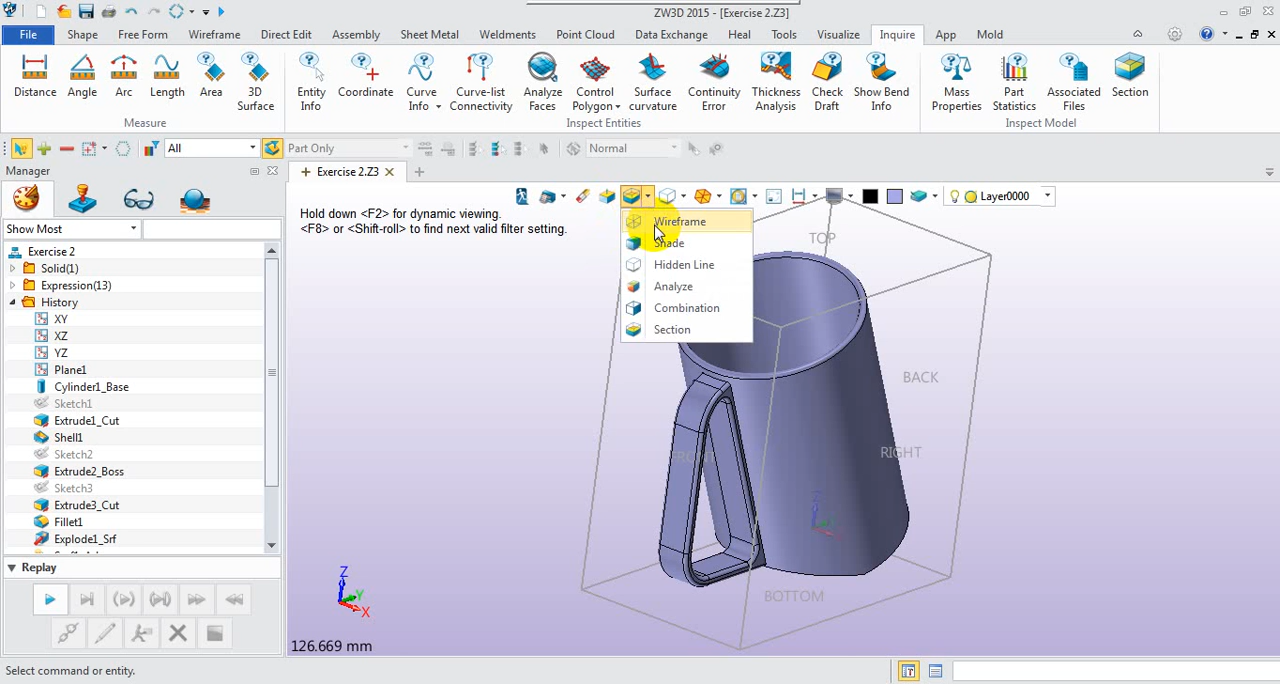 ZW3D 2015 - [Exercise 2.Z3]
File Shape Free Form Wireframe Direct Edit Assembly Sheet Metal Weldments Point Cloud Data Exchange Heal Tools Visualize Inquire App Mold
Distance Angle Arc Length Area 3D Surface
Measure
Entity Info Coordinate Curve Info Curve-list Connectivity Analyze Faces Control Polygon Surface curvature Continuity Error Thickness Analysis Check Draft Show Bend Info
Inspect Entities
Mass Properties Part Statistics Associated Files Section
Inspect Model
All Part Only Normal
Manager
Exercise 2.Z3
Layer0000
Hold down <F2> for dynamic viewing.
<F8> or <Shift-roll> to find next valid filter setting.
Wireframe
Shade
Hidden Line
Analyze
Combination
Section
Show Most
Exercise 2
Solid(1)
Expression(13)
History
XY
XZ
YZ
Plane1
Cylinder1_Base
Sketch1
Extrude1_Cut
Shell1
Sketch2
Extrude2_Boss
Sketch3
Extrude3_Cut
Fillet1
Explode1_Srf
Replay
TOP
BACK
RIGHT
FRONT
BOTTOM
Z
Y
X
126.669 mm
Select command or entity.